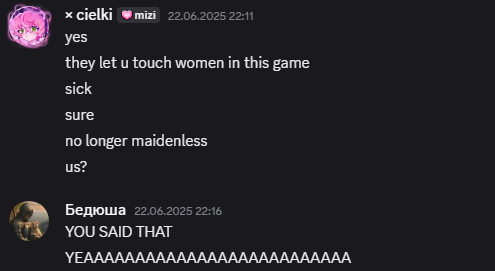 × cielki mizi 22.06.2025 22:11
yes
they let u touch women in this game
sick
sure
no longer maidenless
us?
Бедюша 22.06.2025 22:16
YOU SAID THAT
YEAAAAAAAAAAAAAAAAAAAAAAAAAA